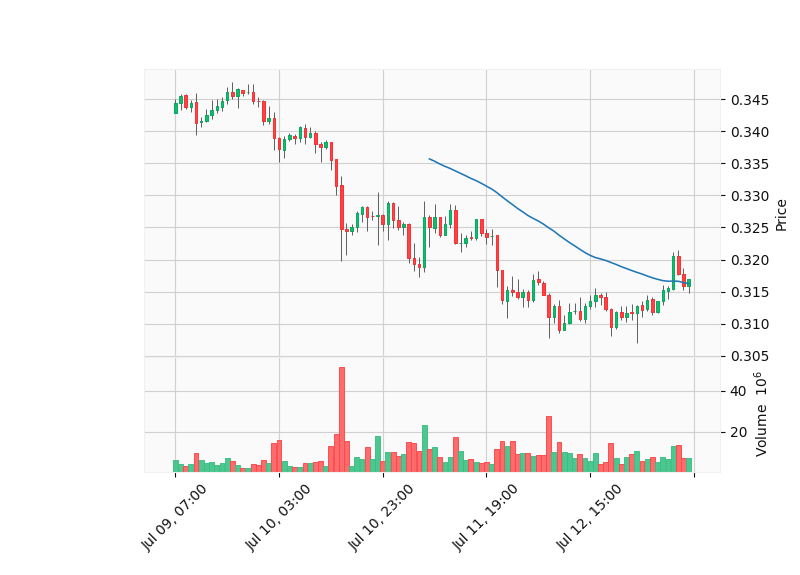 0.345
0.340
0.335
0.330
0.325
0.320
0.315
0.310
0.305
Price
40
20
Volume 10^6
Jul 09, 07:00
Jul 10, 03:00
Jul 10, 23:00
Jul 11, 19:00
Jul 12, 15:00